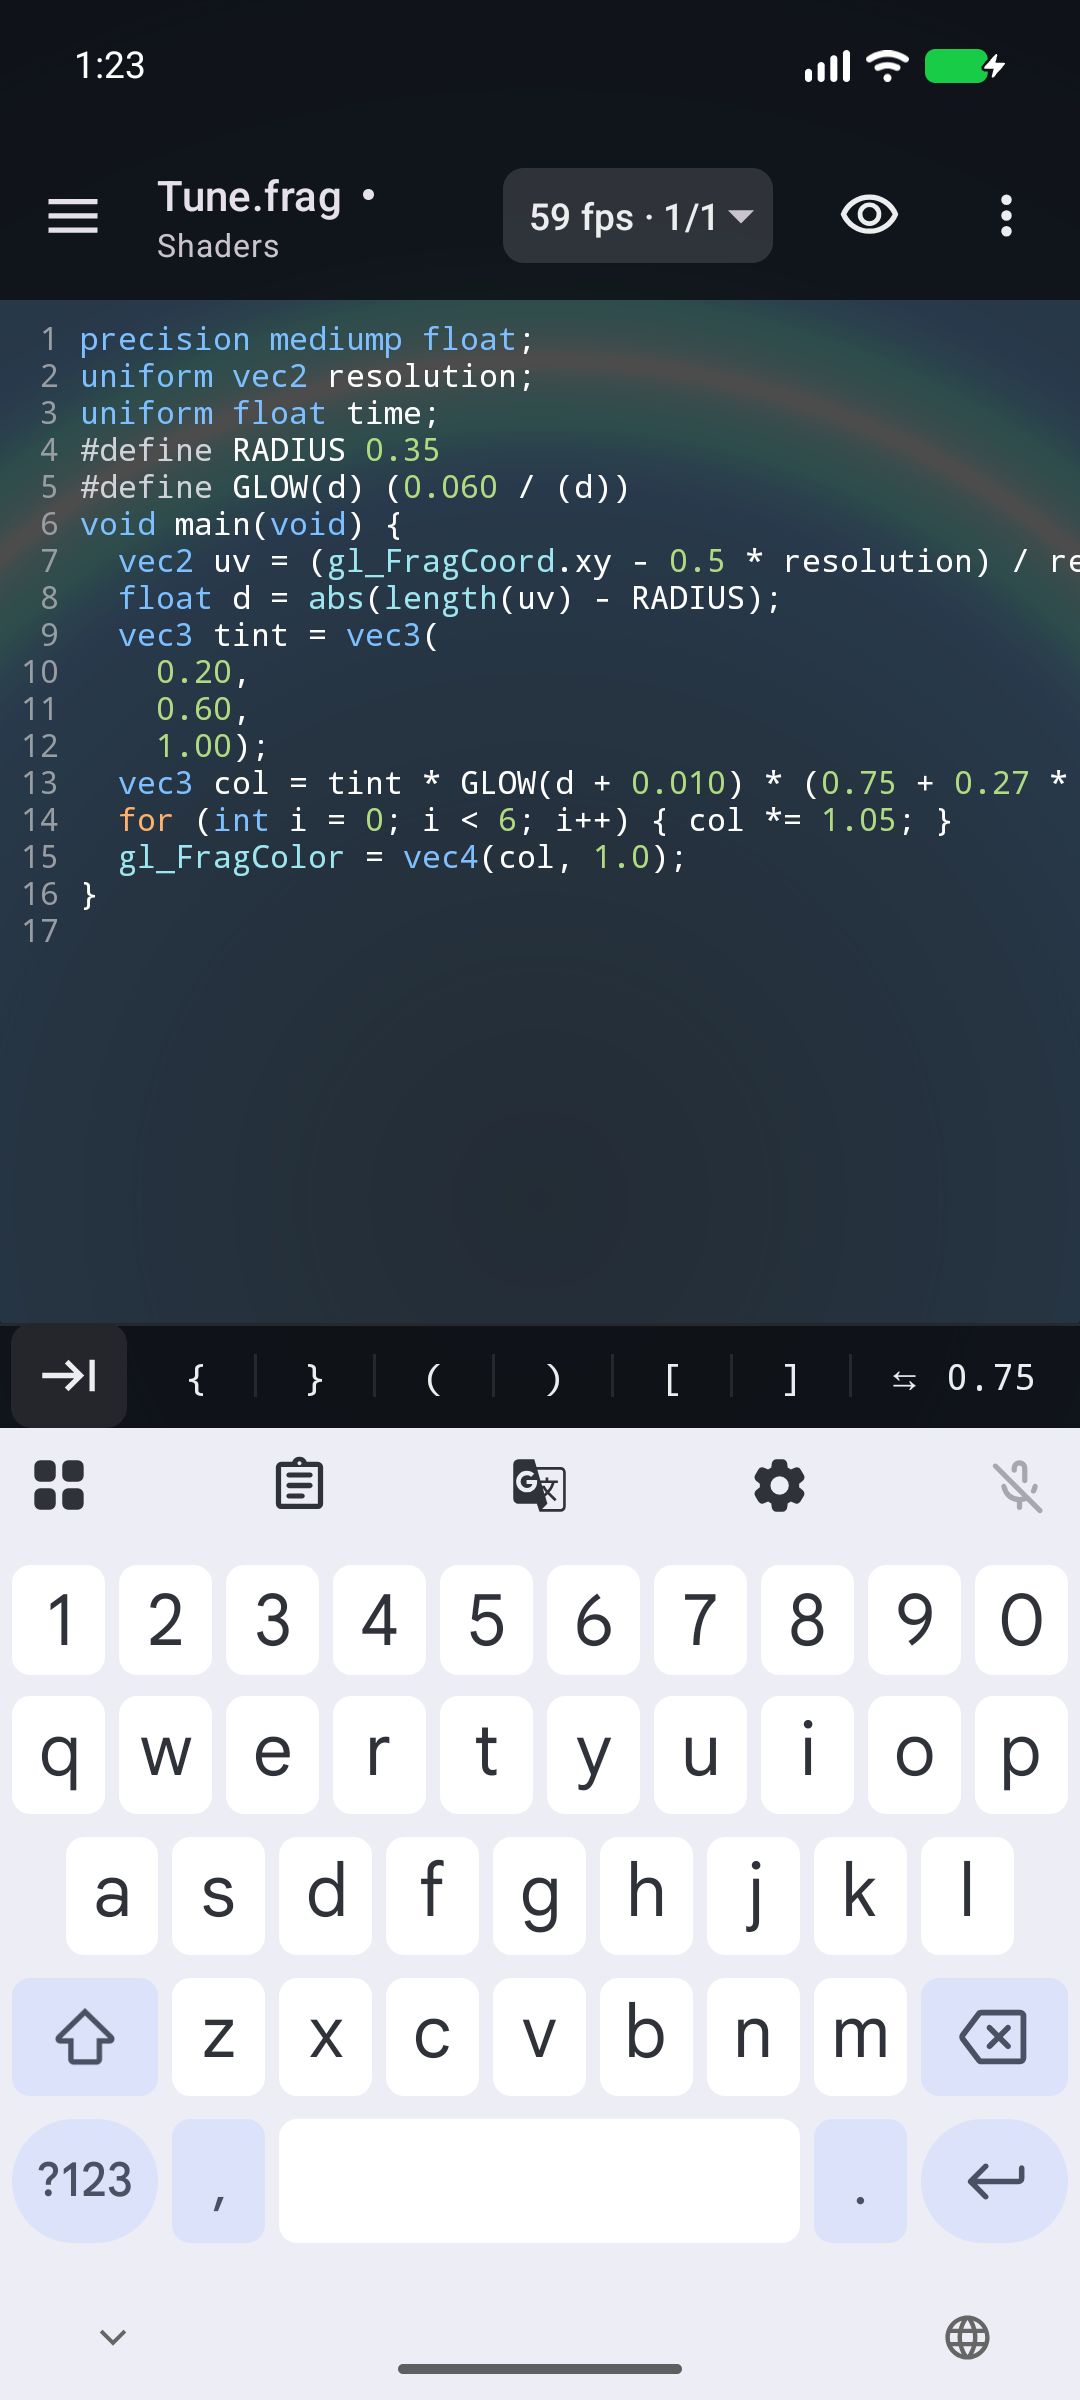 1:23
Tune.frag •
Shaders
59 fps · 1/1
1 precision mediump float;
2 uniform vec2 resolution;
3 uniform float time;
4 #define RADIUS 0.35
5 #define GLOW(d) (0.060 / (d))
6 void main(void) {
7 vec2 uv = (gl_FragCoord.xy - 0.5 * resolution) / re
8 float d = abs(length(uv) - RADIUS);
9 vec3 tint = vec3(
10 0.20,
11 0.60,
12 1.00);
13 vec3 col = tint * GLOW(d + 0.010) * (0.75 + 0.27 *
14 for (int i = 0; i < 6; i++) { col *= 1.05; }
15 gl_FragColor = vec4(col, 1.0);
16 }
17
{ } ( ) [ ] ⇆ 0.75
G文
1 2 3 4 5 6 7 8 9 0
q w e r t y u i o p
a s d f g h j k l
z x c v b n m
?123 , .